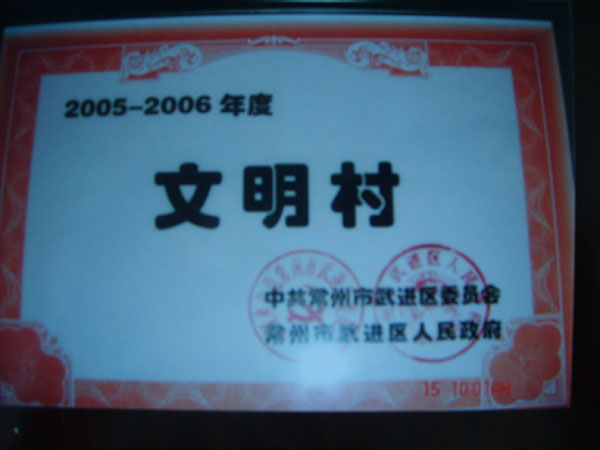 2005-2006 年度
文明村
中共常州市武进区委员会
常州市武进区人民政府